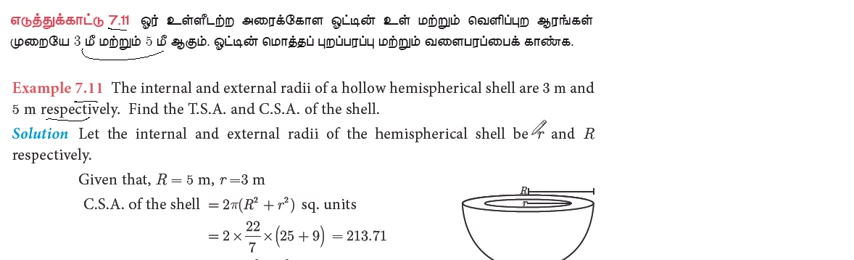 எடுத்துக்காட்டு 7.11 ஓர் உள்ளீடற்ற அரைக்கோள ஓட்டின் உள் மற்றும் வெளிப்புற ஆரங்கள்
முறையே 3 மீ மற்றும் 5 மீ ஆகும். ஓட்டின் மொத்தப் புறப்பரப்பு மற்றும் வளைபரப்பைக் காண்க.
Example 7.11 The internal and external radii of a hollow hemispherical shell are 3 m and
5 m respectively. Find the T.S.A. and C.S.A. of the shell.
Solution Let the internal and external radii of the hemispherical shell be r and R
respectively.
Given that, R = 5 m, r =3 m
C.S.A. of the shell = 2π(R² + r²) sq. units
= 2 × 22/7 × (25 + 9) = 213.71
R
r